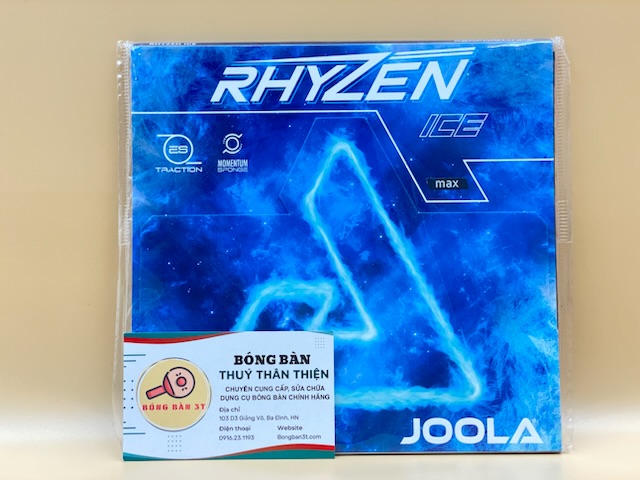 RHYZEN
ICE
ES
TRACTION
MOMENTUM
SPONGE
max
BÓNG BÀN
THUÝ THÂN THIỆN
CHUYÊN CUNG CẤP, SỬA CHỮA
DỤNG CỤ BÓNG BÀN CHÍNH HÃNG
Địa chỉ
103 D3 Giảng Võ, Ba Đình, HN
Điện thoại Website
0916.23.1193 Bongban3t.com
BÓNG BÀN 3T
JOOLA